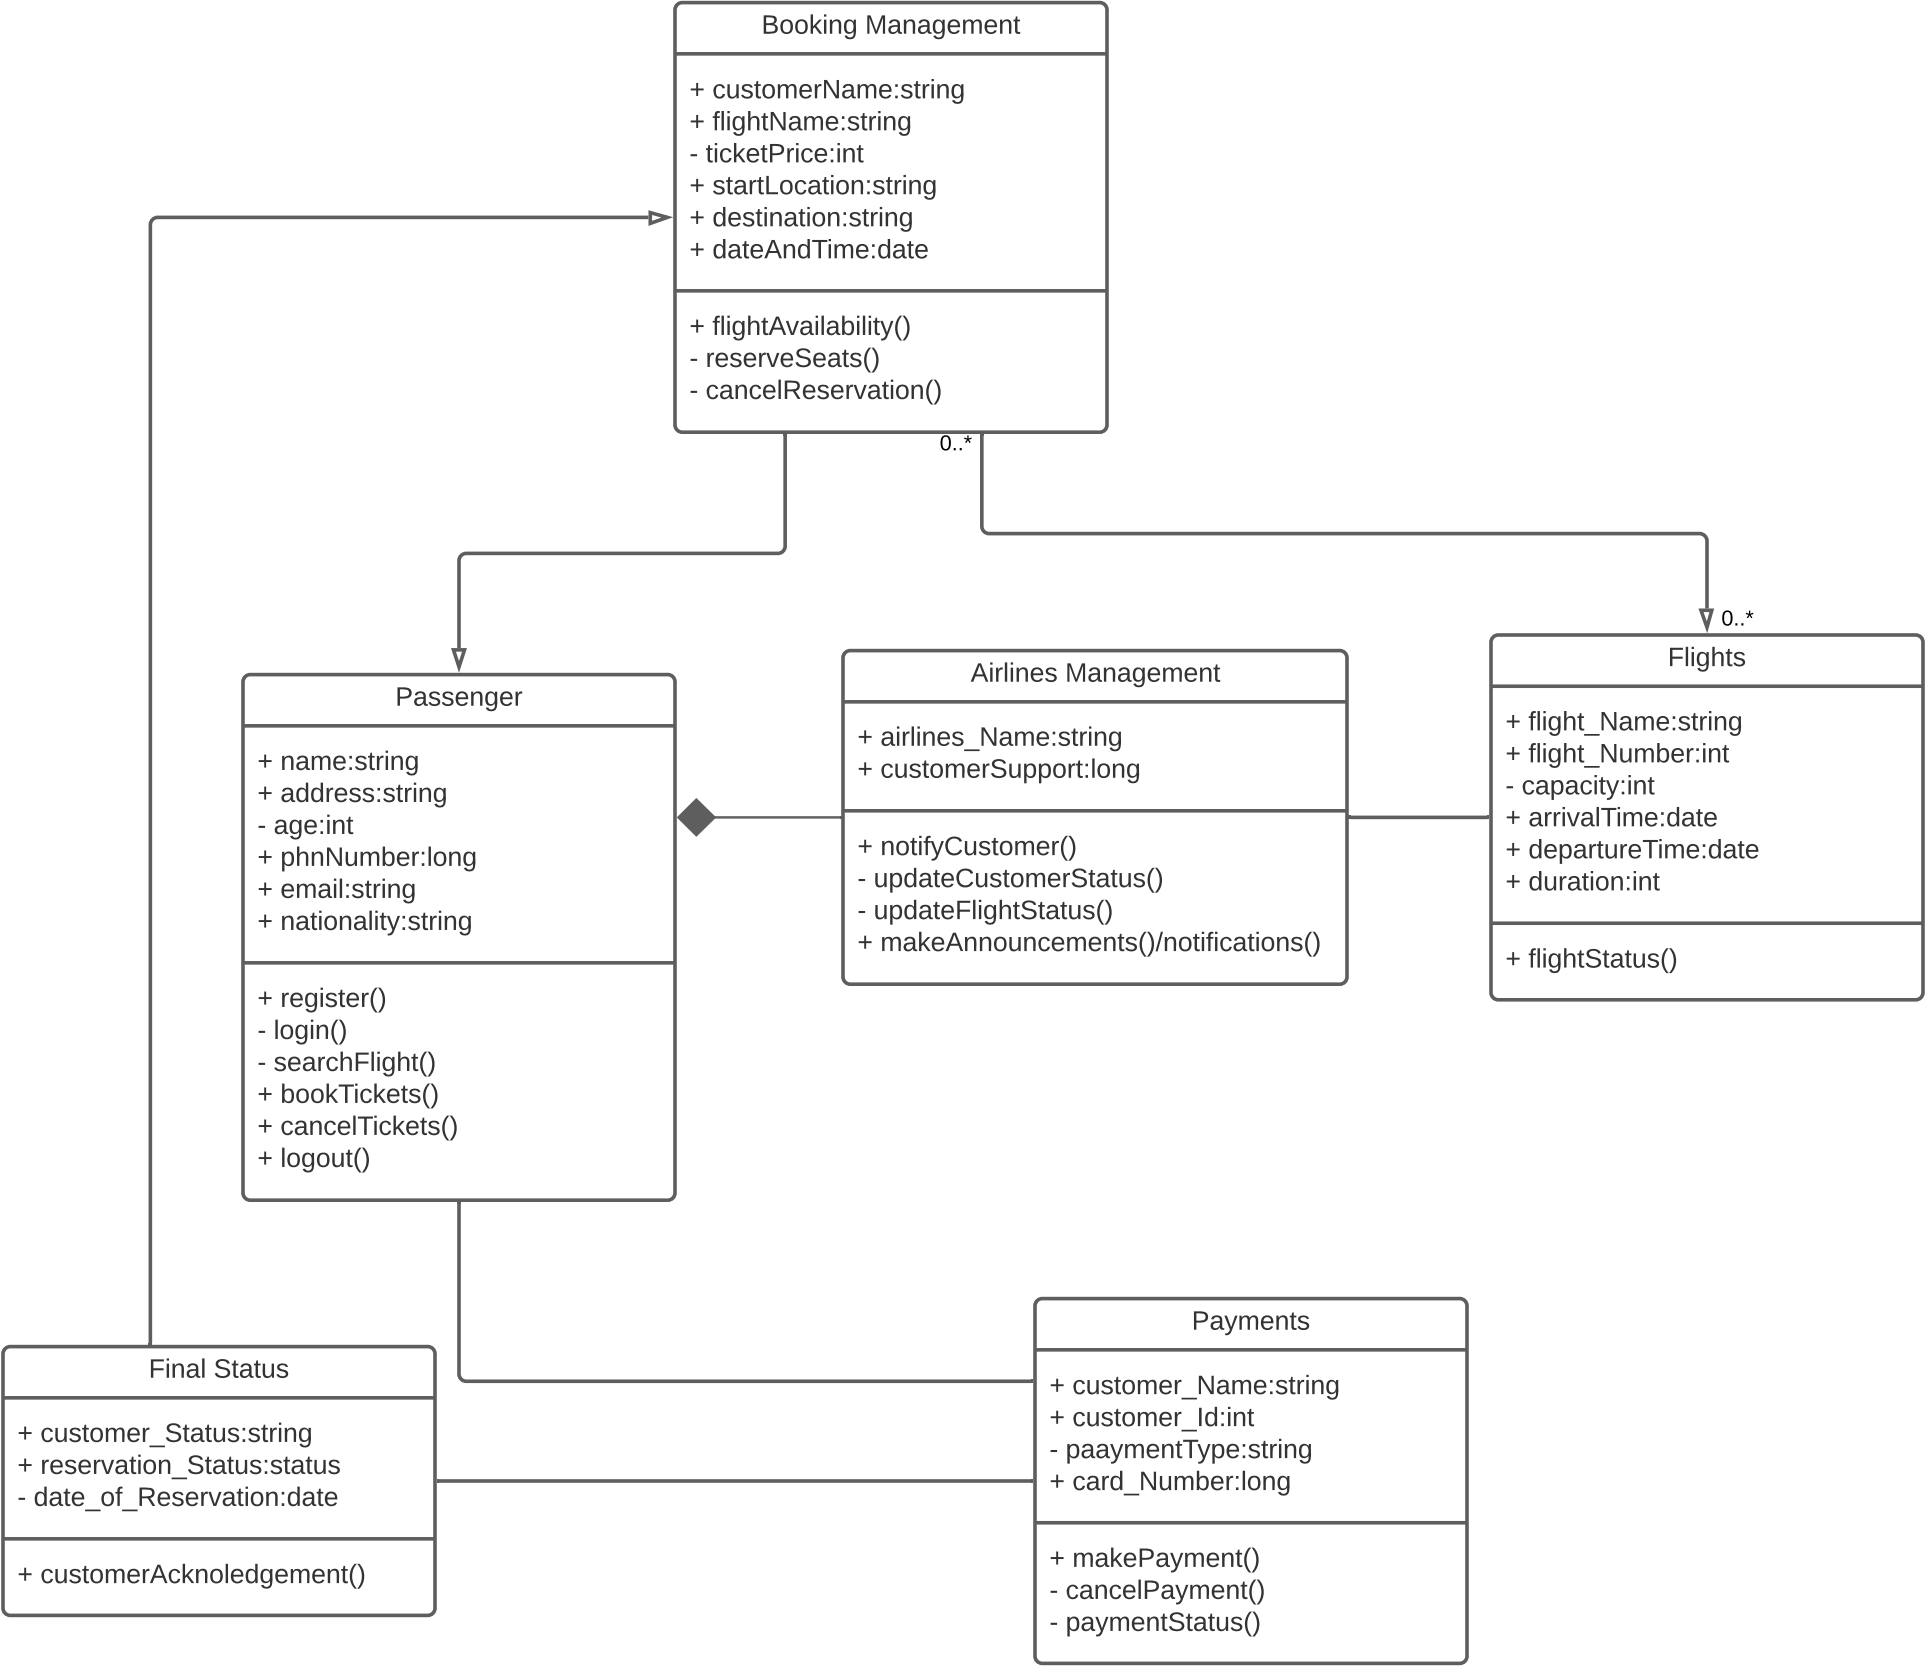 Booking Management
+ customerName:string
+ flightName:string
- ticketPrice:int
+ startLocation:string
+ destination:string
+ dateAndTime:date
+ flightAvailability()
- reserveSeats()
- cancelReservation()
0..*
0..*
Passenger
+ name:string
+ address:string
- age:int
+ phnNumber:long
+ email:string
+ nationality:string
+ register()
- login()
- searchFlight()
+ bookTickets()
+ cancelTickets()
+ logout()
Airlines Management
+ airlines_Name:string
+ customerSupport:long
+ notifyCustomer()
- updateCustomerStatus()
- updateFlightStatus()
+ makeAnnouncements()/notifications()
Flights
+ flight_Name:string
+ flight_Number:int
- capacity:int
+ arrivalTime:date
+ departureTime:date
+ duration:int
+ flightStatus()
Final Status
+ customer_Status:string
+ reservation_Status:status
- date_of_Reservation:date
+ customerAcknoledgement()
Payments
+ customer_Name:string
+ customer_Id:int
- paaymentType:string
+ card_Number:long
+ makePayment()
- cancelPayment()
- paymentStatus()